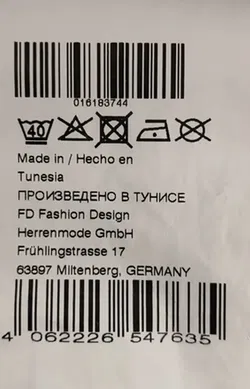 016183744
40
Made in / Hecho en
Tunesia
ПРОИЗВЕДЕНО В ТУНИСЕ
FD Fashion Design
Herrenmode GmbH
Frühlingstrasse 17
63897 Miltenberg, GERMANY
4 062226 547635